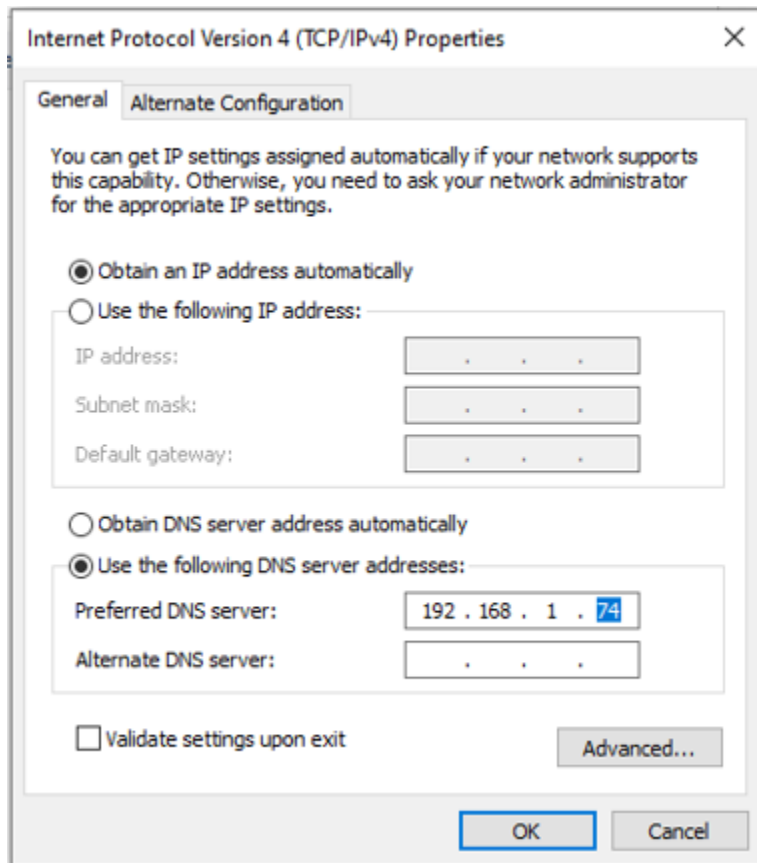 Internet Protocol Version 4 (TCP/IPv4) Properties
General
Alternate Configuration
You can get IP settings assigned automatically if your network supports
this capability. Otherwise, you need to ask your network administrator
for the appropriate IP settings.
Obtain an IP address automatically
Use the following IP address:
IP address:
. . .
Subnet mask:
. . .
Default gateway:
. . .
Obtain DNS server address automatically
Use the following DNS server addresses:
Preferred DNS server:
192 . 168 . 1 . 74
Alternate DNS server:
. . .
Validate settings upon exit
Advanced...
OK
Cancel